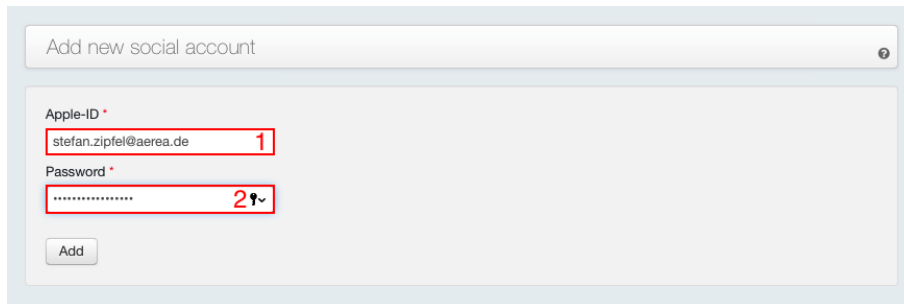 Add new social account
?
Apple-ID *
stefan.zipfel@aerea.de 1
Password *
••••••••••••••••• 2
Add